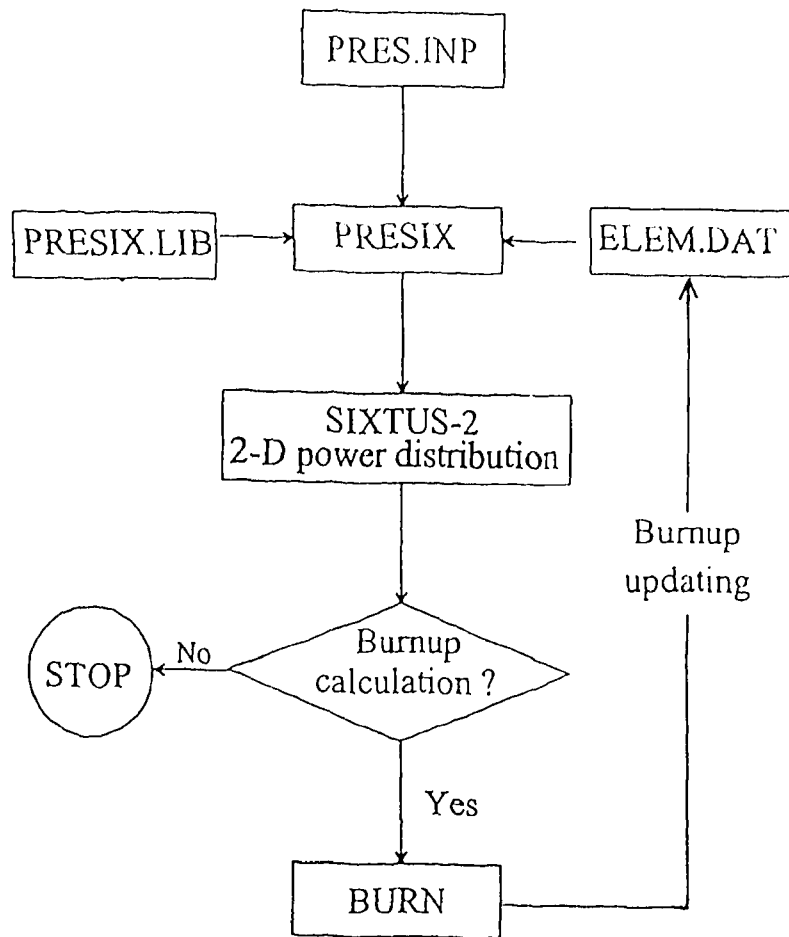 PRES.INP
PRESIX.LIB
PRESIX
ELEM.DAT
SIXTUS-2
2-D power distribution
Burnup
updating
Burnup
calculation ?
No
STOP
Yes
BURN